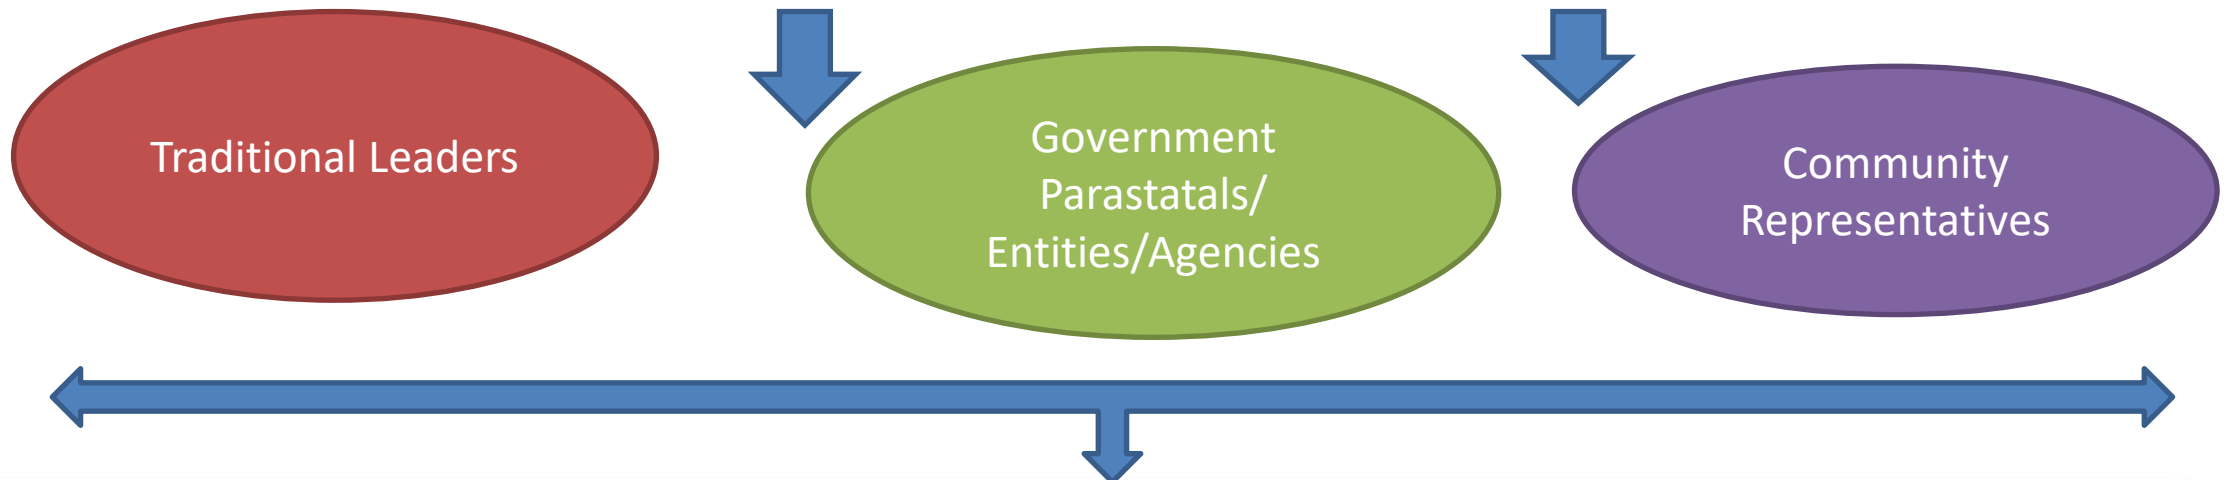 Traditional Leaders
Government
Parastatals/
Entities/Agencies
Community
Representatives